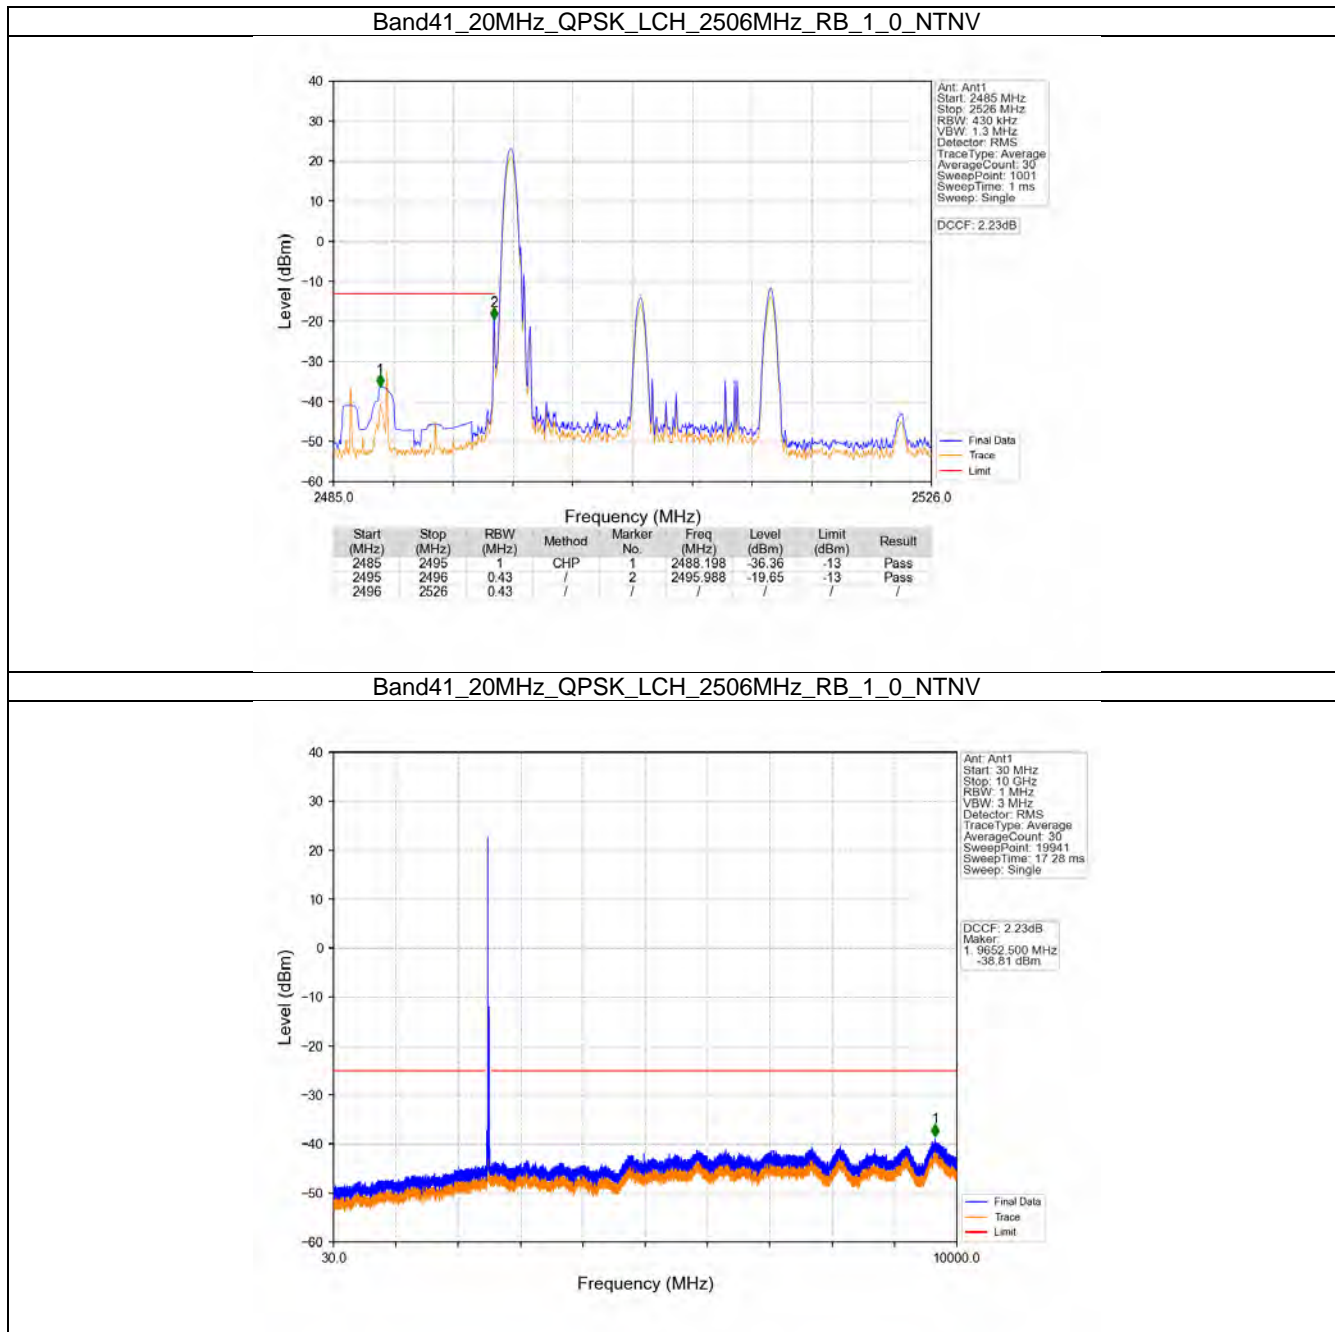 Band41_20MHz_QPSK_LCH_2506MHz_RB_1_0_NTNV
40
30
20
10
0
−10
−20
−30
−40
−50
−60
Level (dBm)
2
1
2485.0
2526.0
Frequency (MHz)
Ant: Ant1
Start: 2485 MHz
Stop: 2526 MHz
RBW: 430 kHz
VBW: 1.3 MHz
Detector: RMS
TraceType: Average
AverageCount: 30
SweepPoint: 1001
SweepTime: 1 ms
Sweep: Single
DCCF: 2.23dB
Final Data
Trace
Limit
Start (MHz) Stop (MHz) RBW (MHz) Method Marker No. Freq (MHz) Level (dBm) Limit (dBm) Result
2485 2495 1 CHP 1 2488.198 -36.36 -13 Pass
2495 2496 0.43 / 2 2495.988 -19.65 -13 Pass
2496 2526 0.43 / / / / / /
Band41_20MHz_QPSK_LCH_2506MHz_RB_1_0_NTNV
40
30
20
10
0
−10
−20
−30
−40
−50
−60
Level (dBm)
1
30.0
10000.0
Frequency (MHz)
Ant: Ant1
Start: 30 MHz
Stop: 10 GHz
RBW: 1 MHz
VBW: 3 MHz
Detector: RMS
TraceType: Average
AverageCount: 30
SweepPoint: 19941
SweepTime: 17.28 ms
Sweep: Single
DCCF: 2.23dB
Maker:
1. 9652.500 MHz
-38.81 dBm
Final Data
Trace
Limit